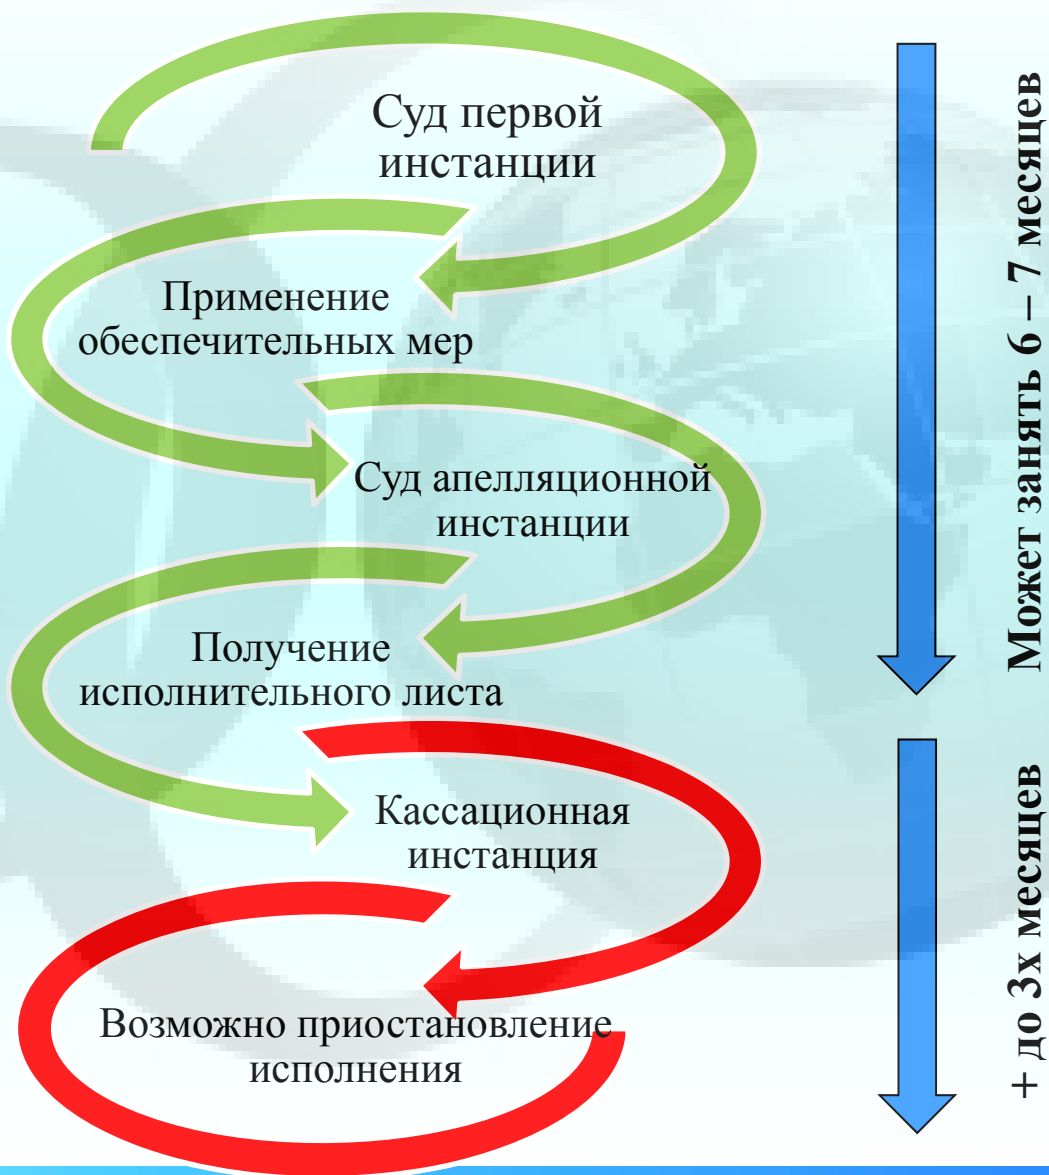 Суд первой
инстанции
Применение
обеспечительных мер
Суд апелляционной
инстанции
Получение
исполнительного листа
Кассационная
инстанция
Возможно приостановление
исполнения
Может занять 6 – 7 месяцев
+ до 3х месяцев